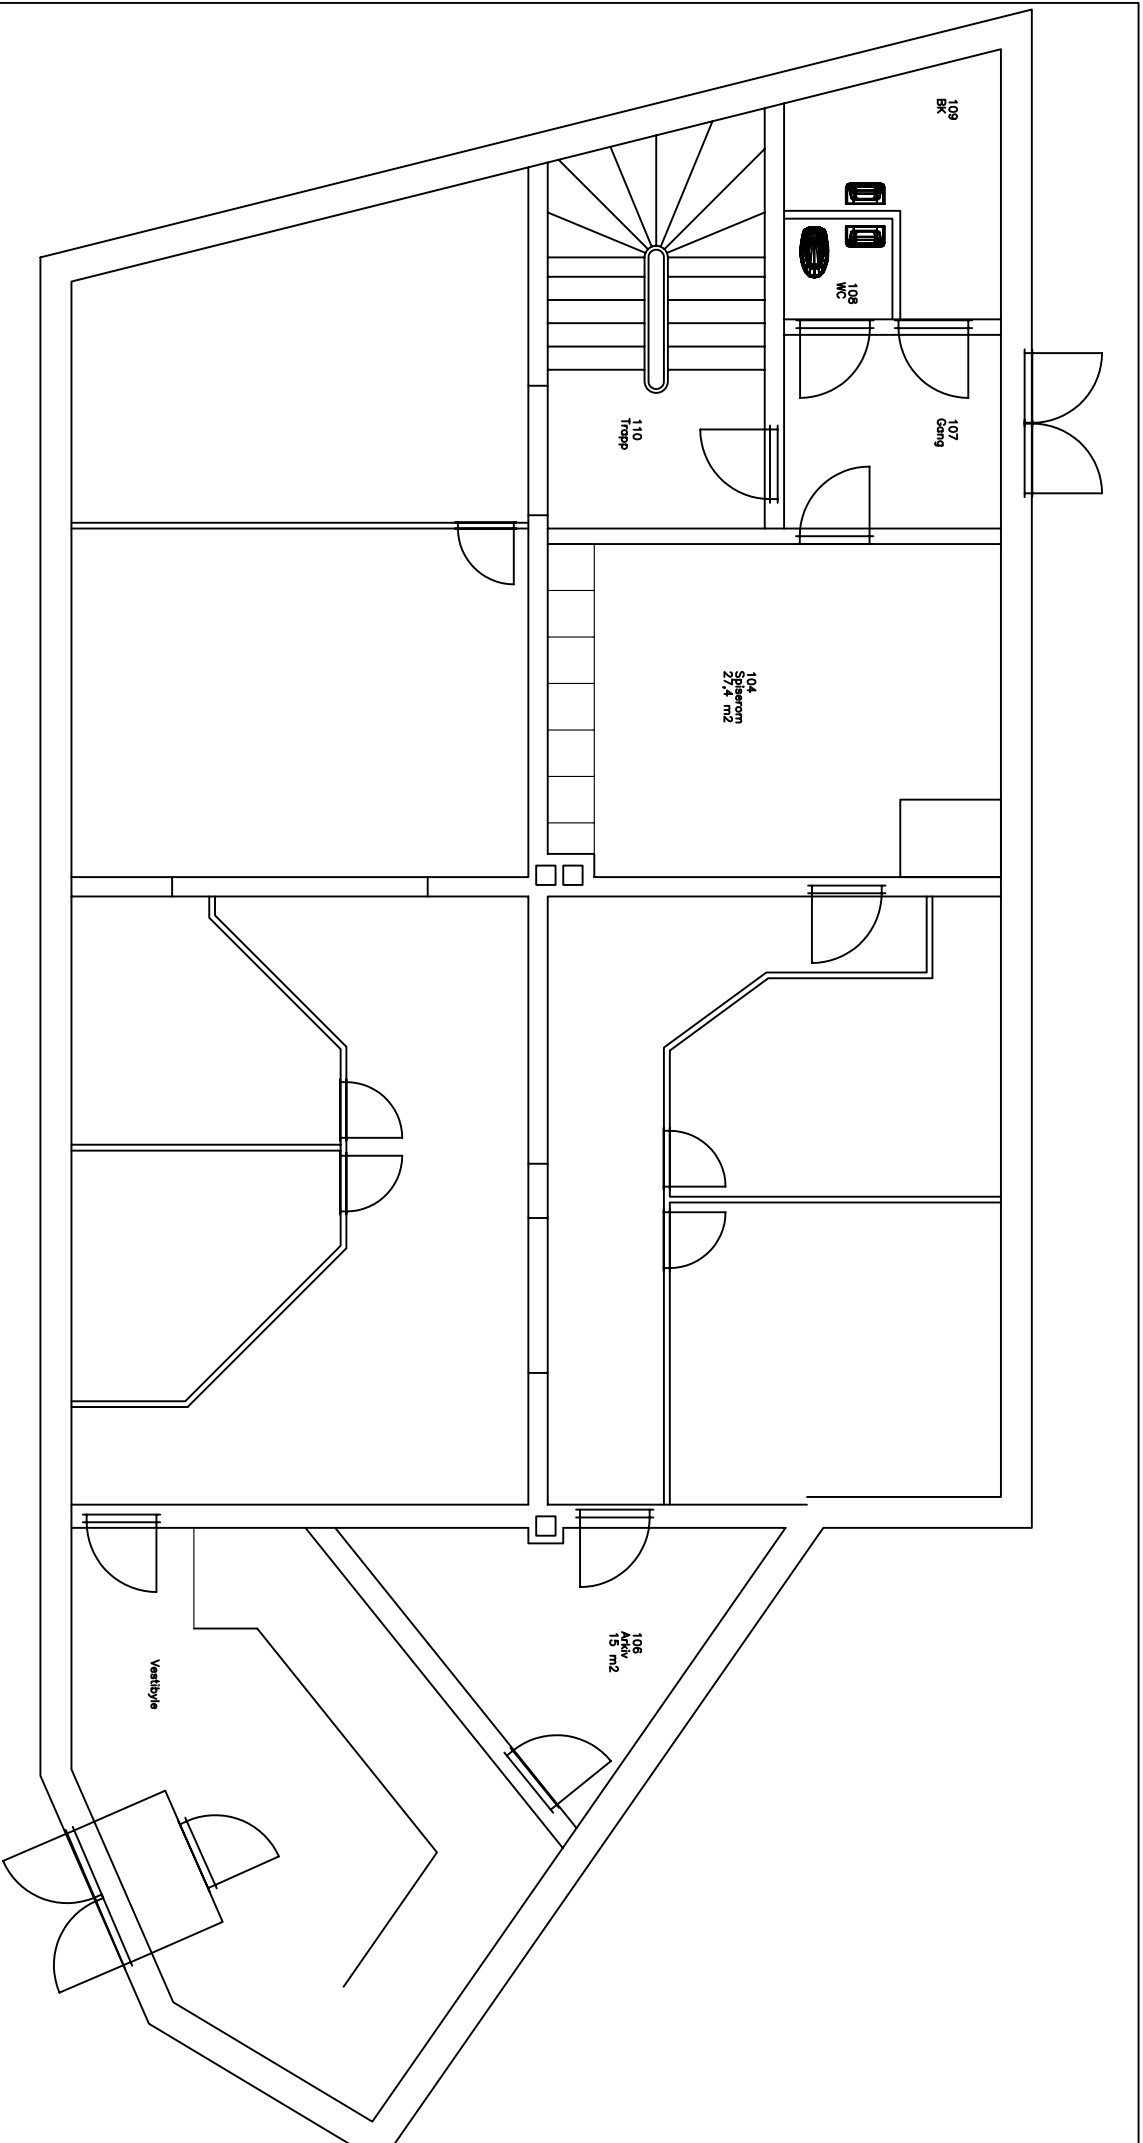 109
BK
108
WC
107
Gang
110
Trapp
104
Spiserom
27,4 m2
106
Arkiv
15 m2
Vestibyle